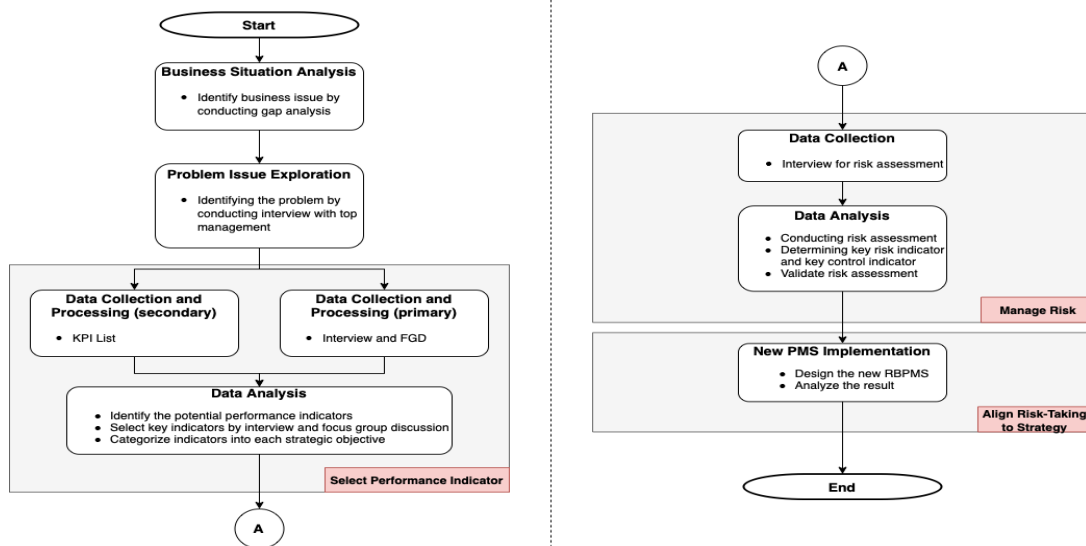 Start
Business Situation Analysis
• Identify business issue by
conducting gap analysis
Problem Issue Exploration
• Identifying the problem by
conducting interview with top
management
Data Collection and
Processing (secondary)
• KPI List
Data Collection and
Processing (primary)
• Interview and FGD
Data Analysis
• Identify the potential performance indicators
• Select key indicators by interview and focus group discussion
• Categorize indicators into each strategic objective
Select Performance Indicator
A
A
Data Collection
• Interview for risk assessment
Data Analysis
• Conducting risk assessment
• Determining key risk indicator
and key control indicator
• Validate risk assessment
Manage Risk
New PMS Implementation
• Design the new RBPMS
• Analyze the result
Align Risk-Taking
to Strategy
End